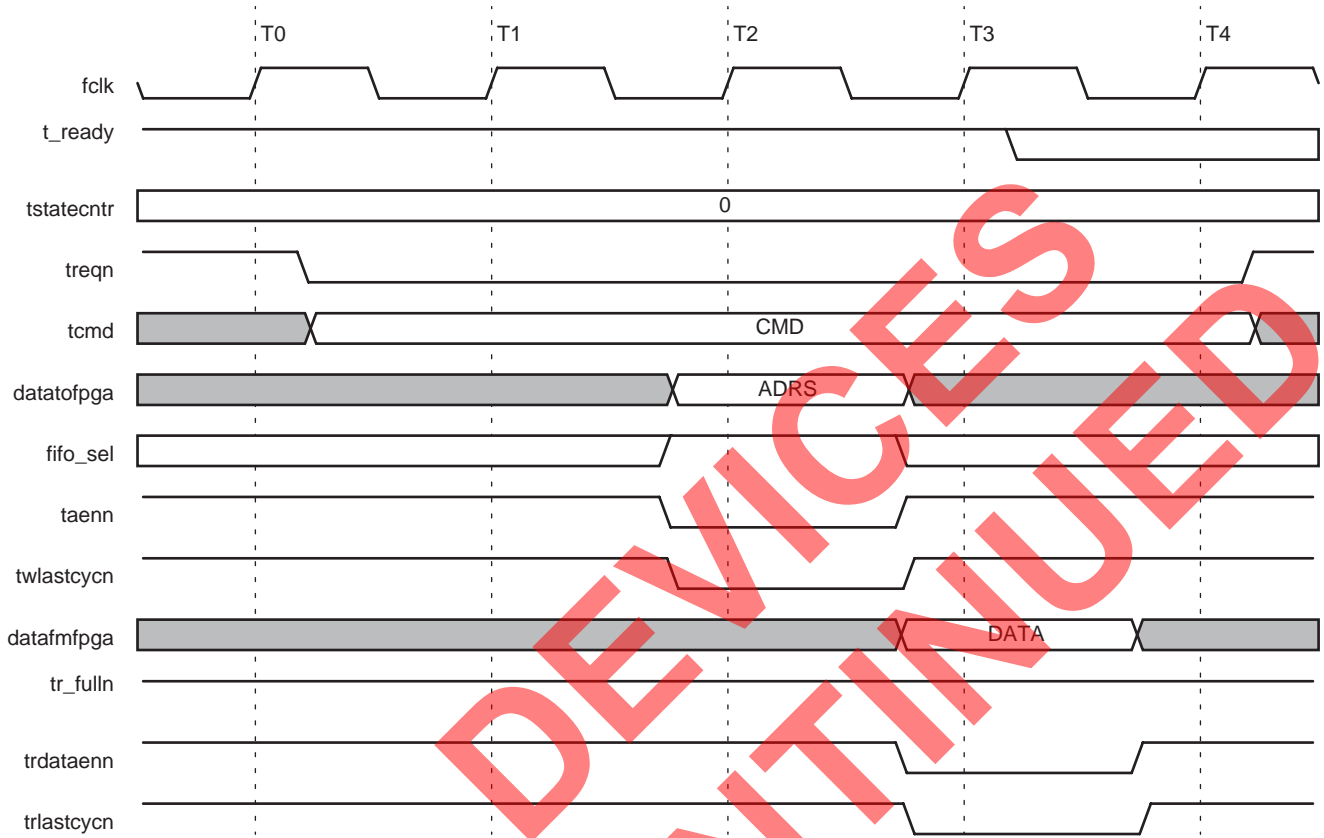 T0 T1 T2 T3 T4
fclk
t_ready
tstatecntr 0
treqn
tcmd CMD
datatofpga ADRS
fifo_sel
taenn
twlastcycn
datafmfpga DATA
tr_fulln
trdataenn
trlastcycn
DEVICES
NTINUED